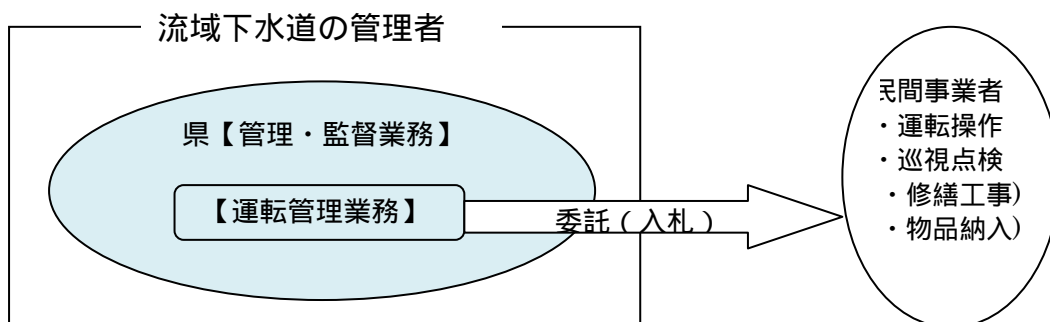 流域下水道の管理者
県【管理・監督業務】
【運転管理業務】
委託（入札）
民間事業者
・運転操作
・巡視点検
・修繕工事)
・物品納入)